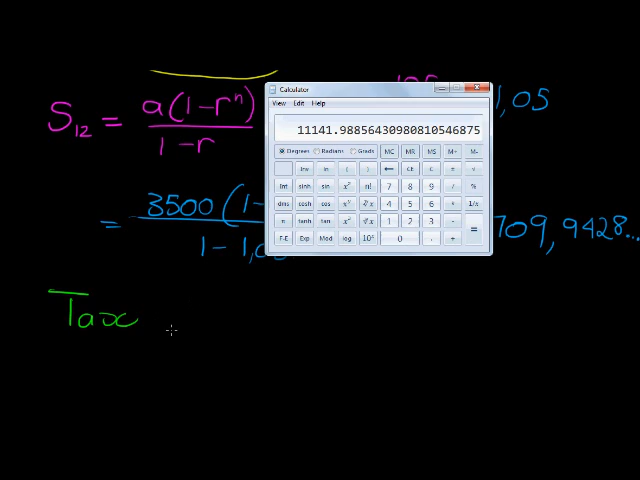 1,05
S12 = a(1-rⁿ)
1-r
Calculator
View Edit Help
11141.98856430980810546875
Degrees Radians Grads MC MR MS M+ M-
Inv ln ( ) ← CE C ±
Int sinh sin x² n! 7 8 9 / %
dms cosh cos xʸ ʸ√x 4 5 6 * 1/x
π tanh tan x³ ³√x 1 2 3 - =
F-E Exp Mod log 10ˣ 0 , +
= 3500(1-
1-1,0
709,9428...
Tax